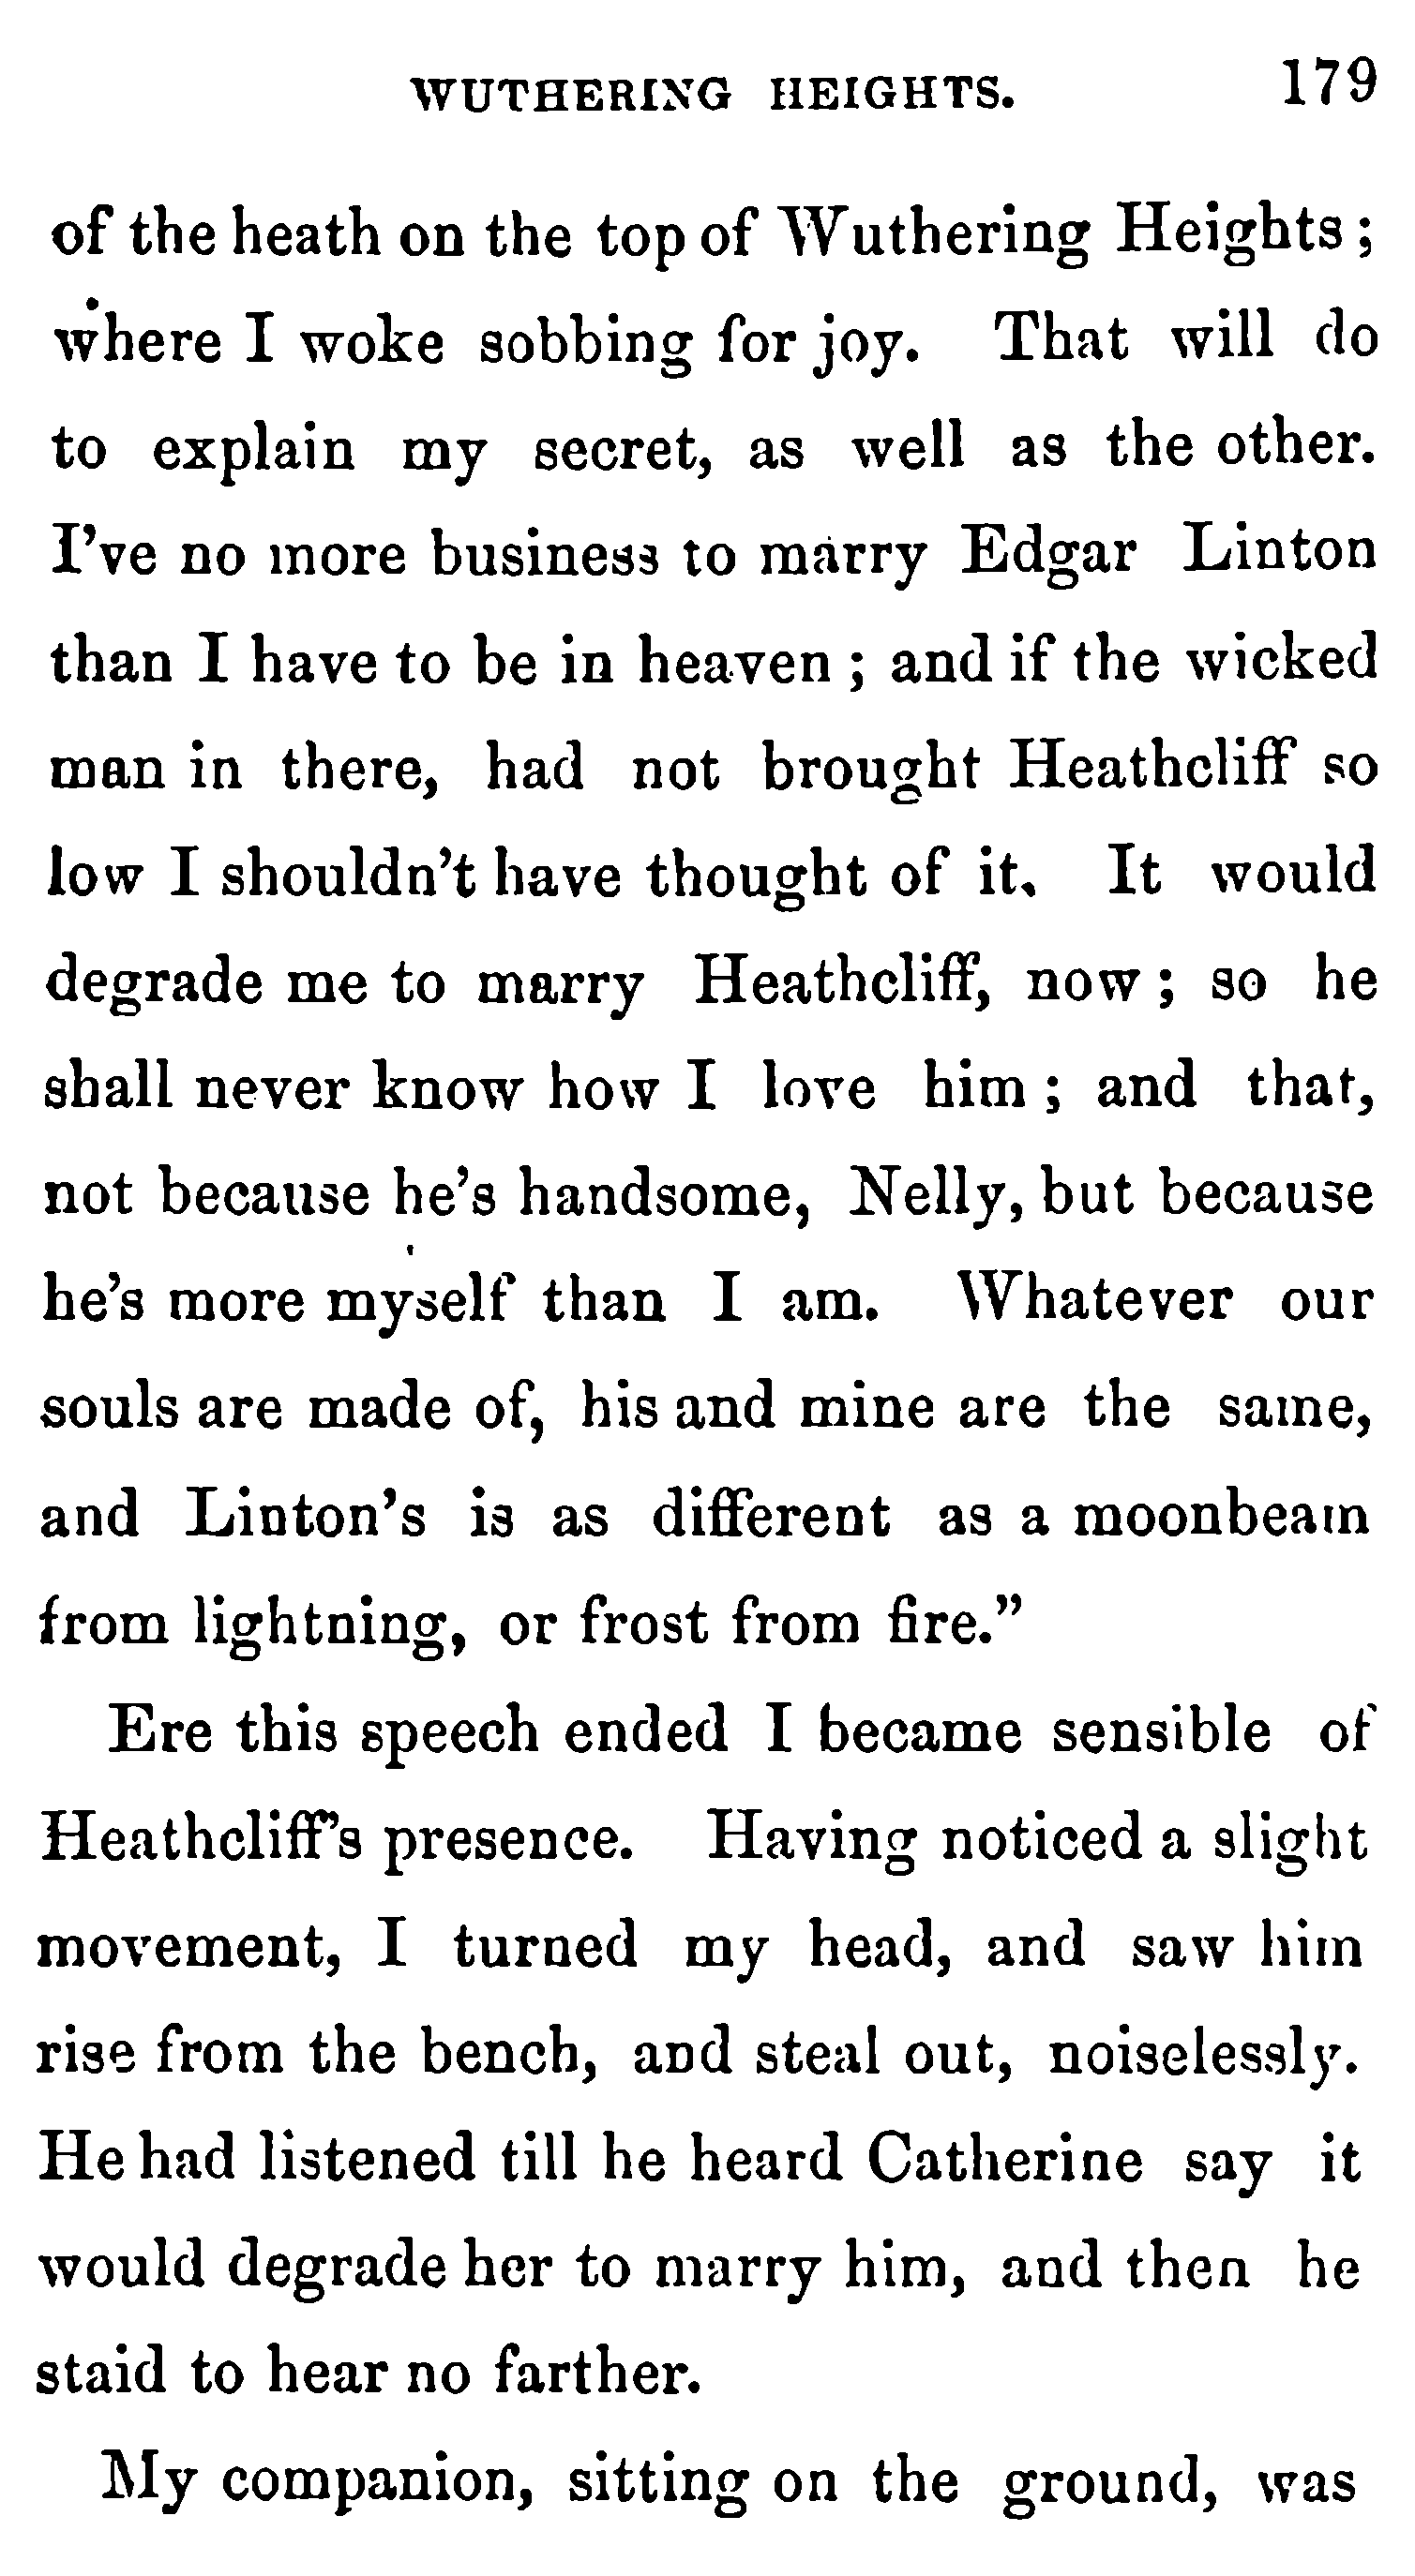 WUTHERING HEIGHTS. 179
of the heath on the top of Wuthering Heights ;
where I woke sobbing for joy. That will do
to explain my secret, as well as the other.
I've no more business to marry Edgar Linton
than I have to be in heaven ; and if the wicked
man in there, had not brought Heathcliff so
low I shouldn't have thought of it. It would
degrade me to marry Heathcliff, now ; so he
shall never know how I love him ; and that,
not because he's handsome, Nelly, but because
he's more myself than I am. Whatever our
souls are made of, his and mine are the same,
and Linton's is as different as a moonbeam
from lightning, or frost from fire."
Ere this speech ended I became sensible of
Heathcliff's presence. Having noticed a slight
movement, I turned my head, and saw him
rise from the bench, and steal out, noiselessly.
He had listened till he heard Catherine say it
would degrade her to marry him, and then he
staid to hear no farther.
My companion, sitting on the ground, was